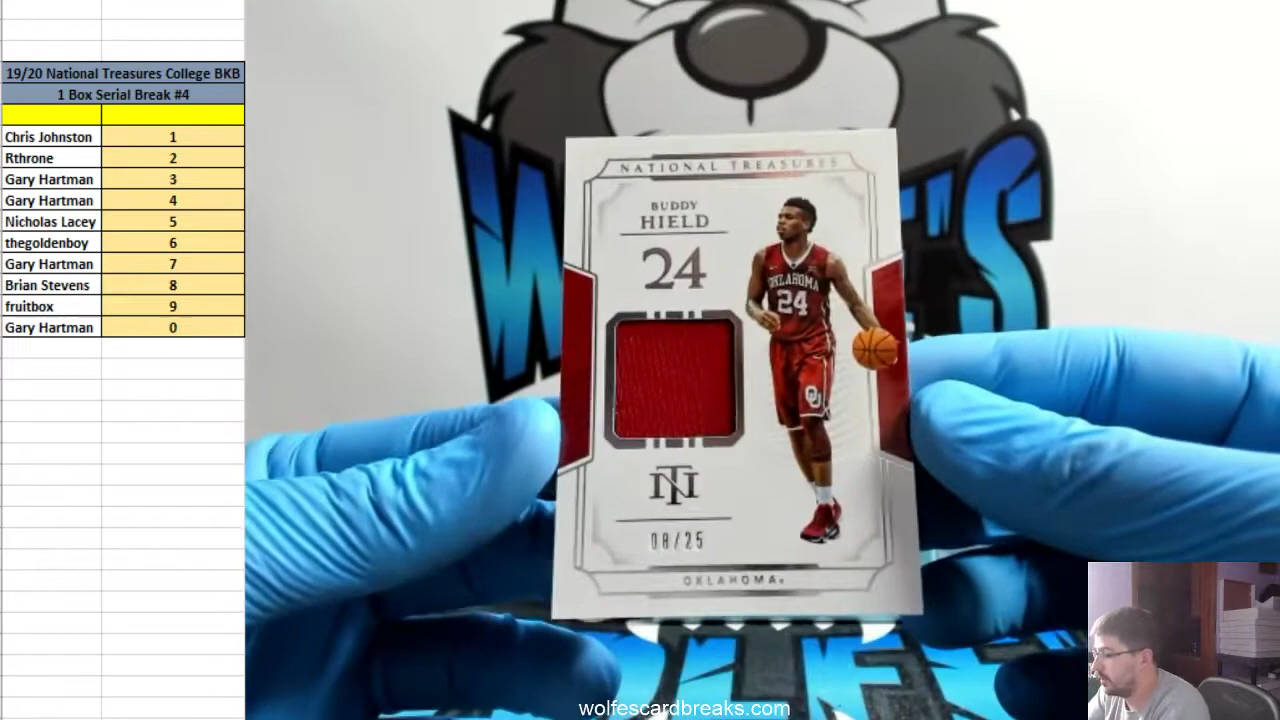 19/20 National Treasures College BKB
1 Box Serial Break #4
Chris Johnston 1
Rthrone 2
Gary Hartman 3
Gary Hartman 4
Nicholas Lacey 5
thegoldenboy 6
Gary Hartman 7
Brian Stevens 8
fruitbox 9
Gary Hartman 0
NATIONAL TREASURES
BUDDY
HIELD
24
OKLAHOMA
24
OU
NT
08/25
OKLAHOMA
wolfescardbreaks.com